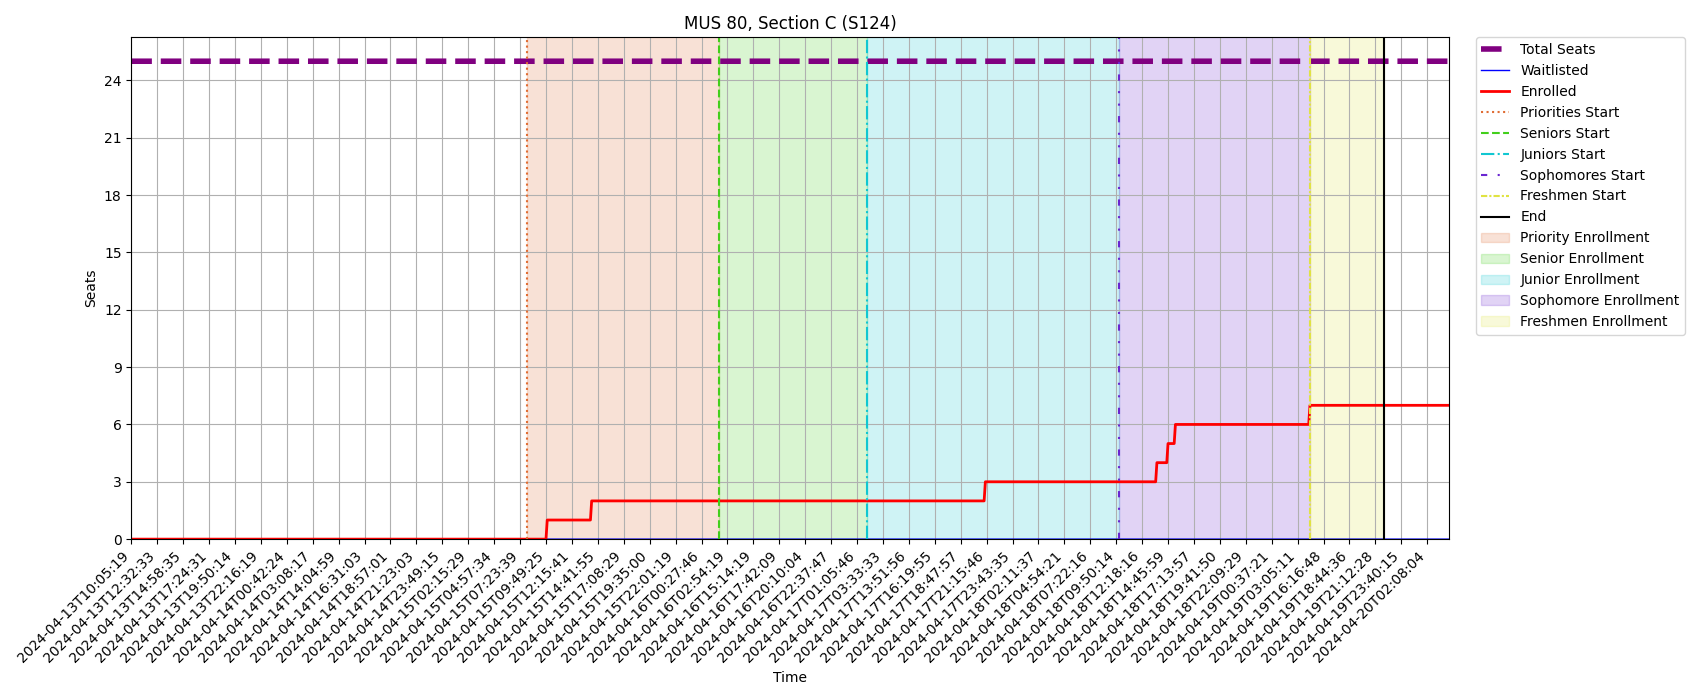 MUS 80, Section C (S124)
Total Seats
Waitlisted
Enrolled
Priorities Start
Seniors Start
Juniors Start
Sophomores Start
Freshmen Start
End
Priority Enrollment
Senior Enrollment
Junior Enrollment
Sophomore Enrollment
Freshmen Enrollment
Seats
24
21
18
15
12
9
6
3
0
2024-04-13T10:05:19
2024-04-13T12:32:33
2024-04-13T14:58:35
2024-04-13T17:24:31
2024-04-13T19:50:14
2024-04-13T22:16:19
2024-04-14T00:42:24
2024-04-14T03:08:17
2024-04-14T14:04:59
2024-04-14T16:31:03
2024-04-14T18:57:01
2024-04-14T21:23:03
2024-04-14T23:49:15
2024-04-15T02:15:29
2024-04-15T04:57:34
2024-04-15T07:23:39
2024-04-15T09:49:25
2024-04-15T12:15:41
2024-04-15T14:41:55
2024-04-15T17:08:29
2024-04-15T19:35:00
2024-04-15T22:01:19
2024-04-16T00:27:46
2024-04-16T02:54:19
2024-04-16T15:14:19
2024-04-16T17:42:09
2024-04-16T20:10:04
2024-04-16T22:37:47
2024-04-17T01:05:46
2024-04-17T03:33:33
2024-04-17T13:51:56
2024-04-17T16:19:55
2024-04-17T18:47:57
2024-04-17T21:15:46
2024-04-17T23:43:35
2024-04-18T02:11:37
2024-04-18T04:54:21
2024-04-18T07:22:16
2024-04-18T09:50:14
2024-04-18T12:18:16
2024-04-18T14:45:59
2024-04-18T17:13:57
2024-04-18T19:41:50
2024-04-18T22:09:29
2024-04-19T00:37:21
2024-04-19T03:05:11
2024-04-19T16:16:48
2024-04-19T18:44:36
2024-04-19T21:12:28
2024-04-19T23:40:15
2024-04-20T02:08:04
Time